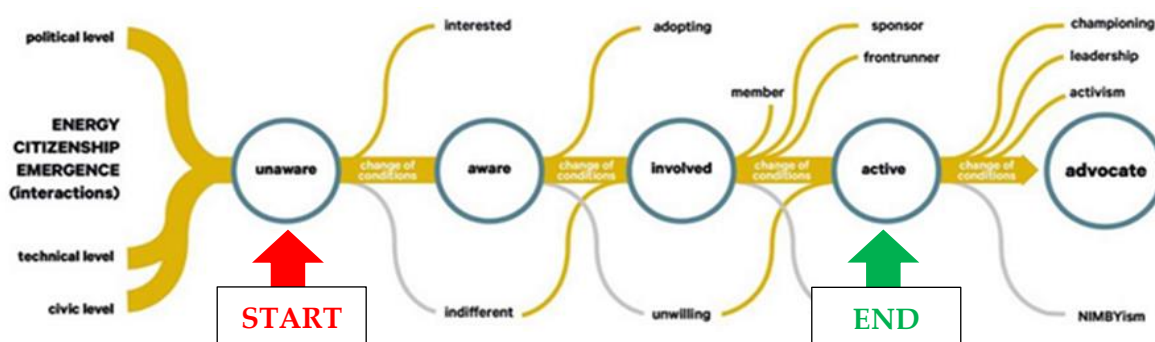 political level
ENERGY
CITIZENSHIP
EMERGENCE
(interactions)
technical level
civic level
unaware
START
interested
change of
conditions
indifferent
aware
adopting
change of
conditions
unwilling
involved
member
sponsor
frontrunner
change of
conditions
active
END
championing
leadership
activism
change of
conditions
NIMBYism
advocate